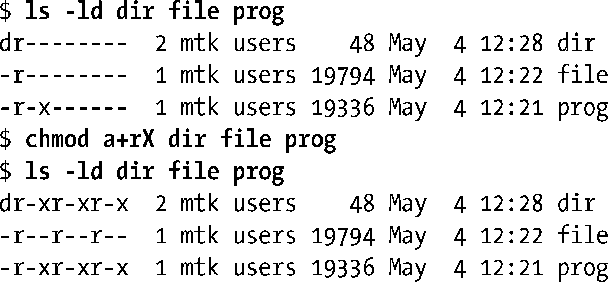 $ ls -ld dir file prog
dr-------- 2 mtk users 48 May 4 12:28 dir
-r-------- 1 mtk users 19794 May 4 12:22 file
-r-x------ 1 mtk users 19336 May 4 12:21 prog
$ chmod a+rX dir file prog
$ ls -ld dir file prog
dr-xr-xr-x 2 mtk users 48 May 4 12:28 dir
-r--r--r-- 1 mtk users 19794 May 4 12:22 file
-r-xr-xr-x 1 mtk users 19336 May 4 12:21 prog